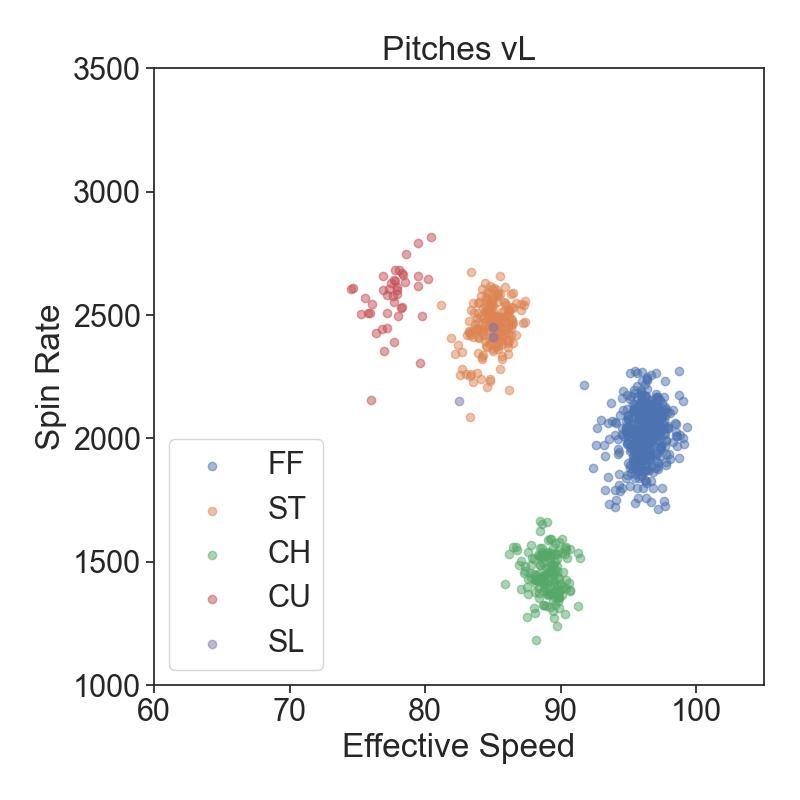 Pitches vL
3500
3000
2500
2000
1500
1000
Spin Rate
FF
ST
CH
CU
SL
60 70 80 90 100
Effective Speed